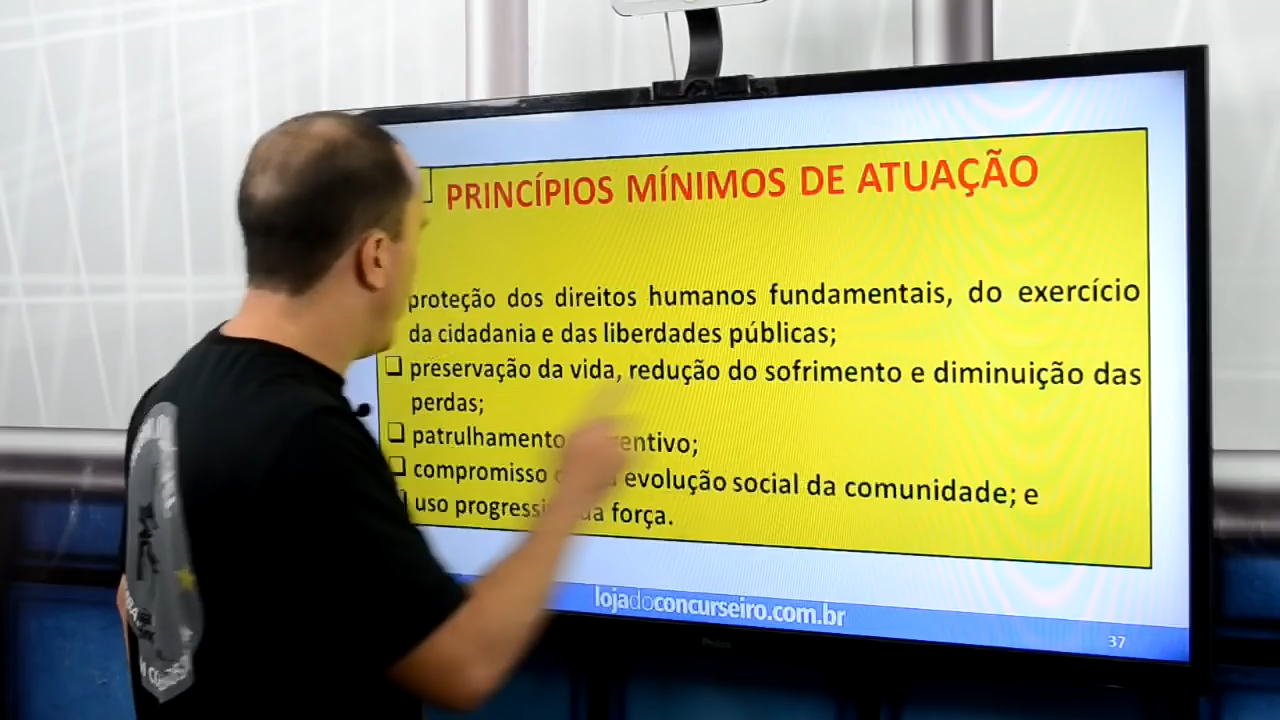 PRINCÍPIOS MÍNIMOS DE ATUAÇÃO
proteção dos direitos humanos fundamentais, do exercício
da cidadania e das liberdades públicas;
preservação da vida, redução do sofrimento e diminuição das
perdas;
patrulhamento
compromisso evolução social da comunidade; e
uso da força.
lojadoconcurseiro.com.br
37